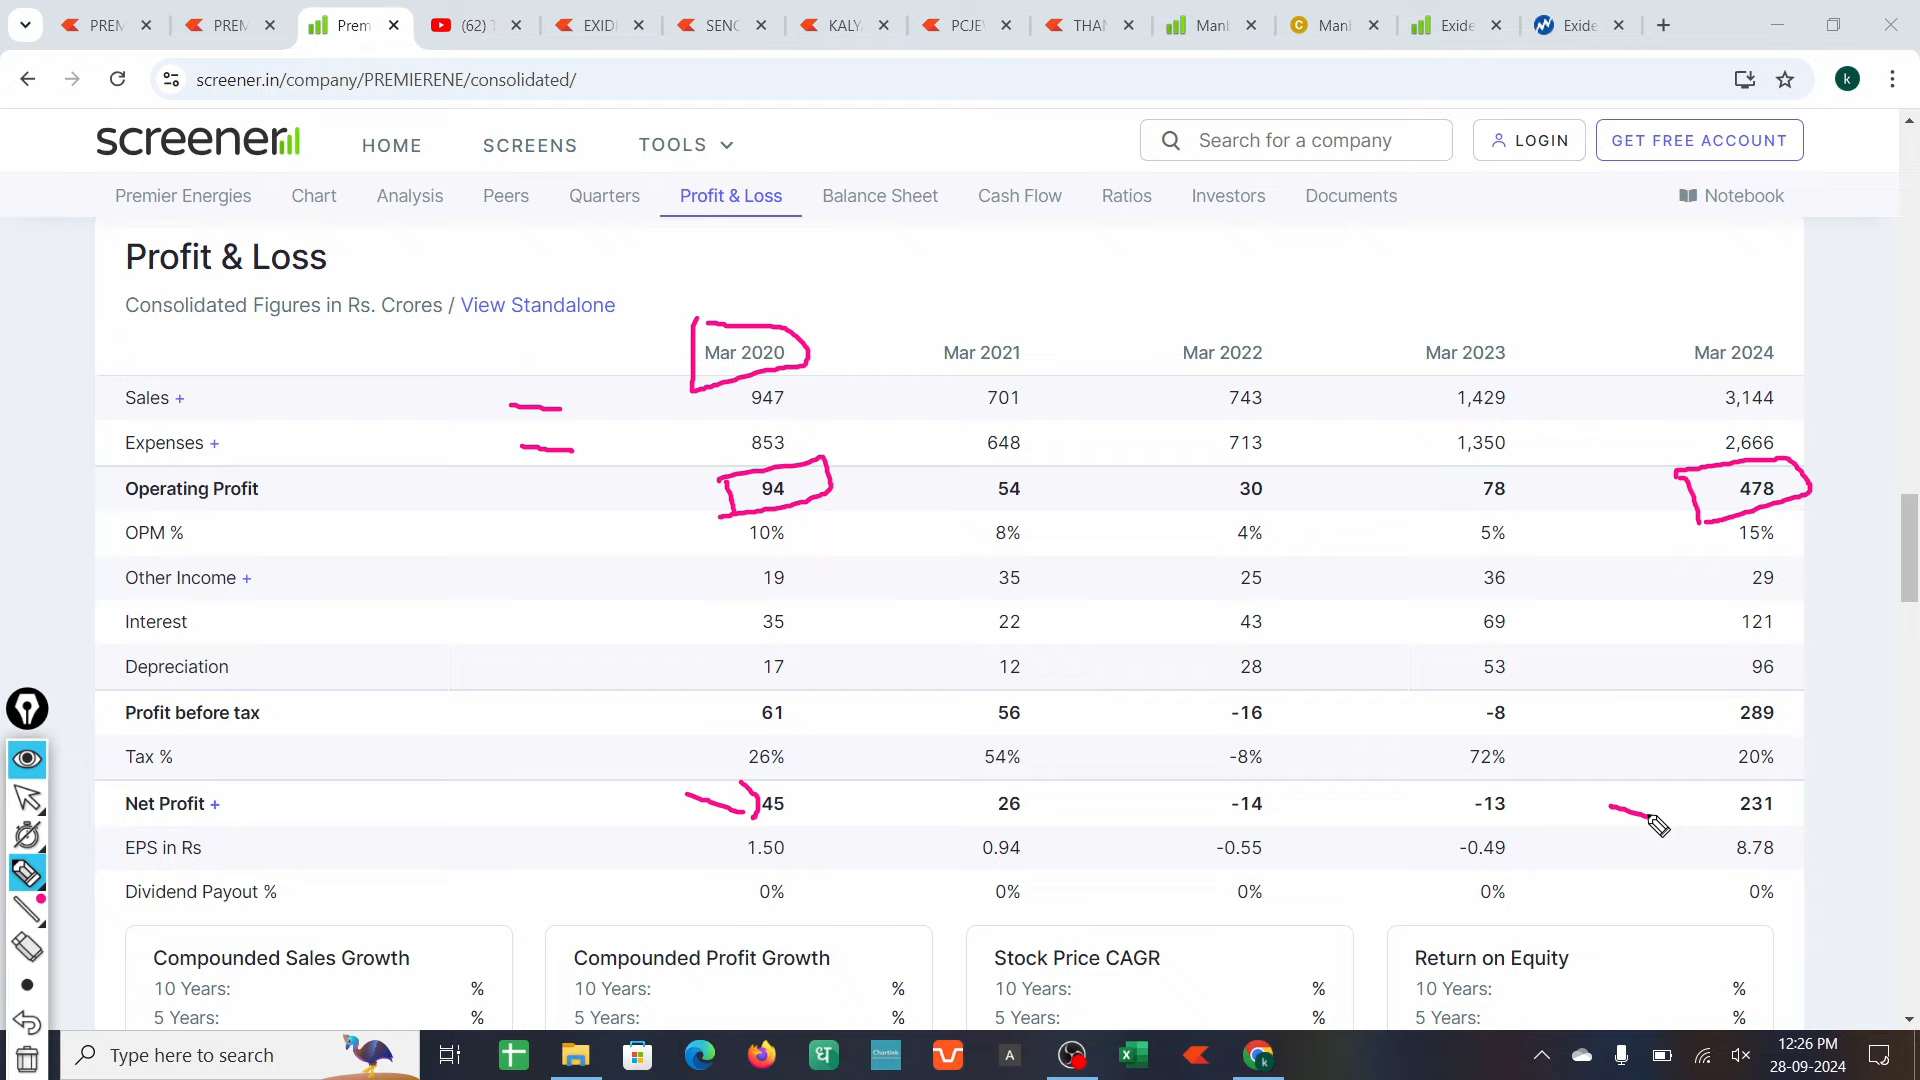 PREM
PREM
Prem
(62) T
EXIDE
SENC
KALY
PCJEW
THAN
Mank
Mank
Exide
Exide
screener.in/company/PREMIERENE/consolidated/
k
screener
HOME
SCREENS
TOOLS
Search for a company
LOGIN
GET FREE ACCOUNT
Premier Energies
Chart
Analysis
Peers
Quarters
Profit & Loss
Balance Sheet
Cash Flow
Ratios
Investors
Documents
Notebook
Profit & Loss
Consolidated Figures in Rs. Crores / View Standalone
Mar 2020 Mar 2021 Mar 2022 Mar 2023 Mar 2024
Sales + 947 701 743 1,429 3,144
Expenses + 853 648 713 1,350 2,666
Operating Profit 94 54 30 78 478
OPM % 10% 8% 4% 5% 15%
Other Income + 19 35 25 36 29
Interest 35 22 43 69 121
Depreciation 17 12 28 53 96
Profit before tax 61 56 -16 -8 289
Tax % 26% 54% -8% 72% 20%
Net Profit + 45 26 -14 -13 231
EPS in Rs 1.50 0.94 -0.55 -0.49 8.78
Dividend Payout % 0% 0% 0% 0% 0%
Compounded Sales Growth
10 Years: %
5 Years: %
Compounded Profit Growth
10 Years: %
5 Years: %
Stock Price CAGR
10 Years: %
5 Years: %
Return on Equity
10 Years: %
5 Years: %
Type here to search
ध
Chartink
A
12:26 PM
28-09-2024